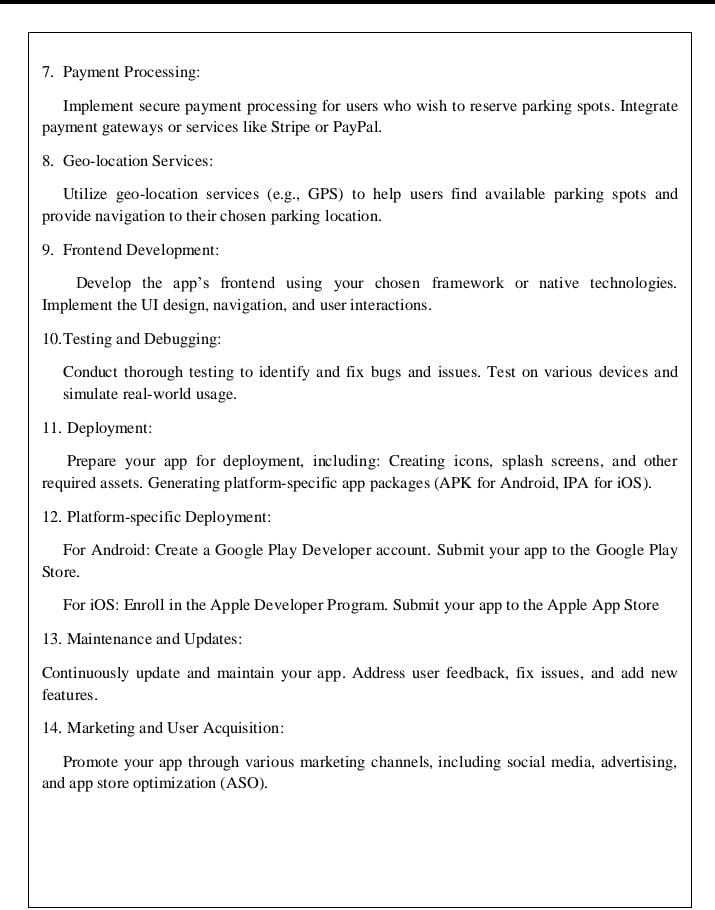 7. Payment Processing:
Implement secure payment processing for users who wish to reserve parking spots. Integrate
payment gateways or services like Stripe or PayPal.
8. Geo-location Services:
Utilize geo-location services (e.g., GPS) to help users find available parking spots and
provide navigation to their chosen parking location.
9. Frontend Development:
Develop the app’s frontend using your chosen framework or native technologies.
Implement the UI design, navigation, and user interactions.
10.Testing and Debugging:
Conduct thorough testing to identify and fix bugs and issues. Test on various devices and
simulate real-world usage.
11. Deployment:
Prepare your app for deployment, including: Creating icons, splash screens, and other
required assets. Generating platform-specific app packages (APK for Android, IPA for iOS).
12. Platform-specific Deployment:
For Android: Create a Google Play Developer account. Submit your app to the Google Play
Store.
For iOS: Enroll in the Apple Developer Program. Submit your app to the Apple App Store
13. Maintenance and Updates:
Continuously update and maintain your app. Address user feedback, fix issues, and add new
features.
14. Marketing and User Acquisition:
Promote your app through various marketing channels, including social media, advertising,
and app store optimization (ASO).